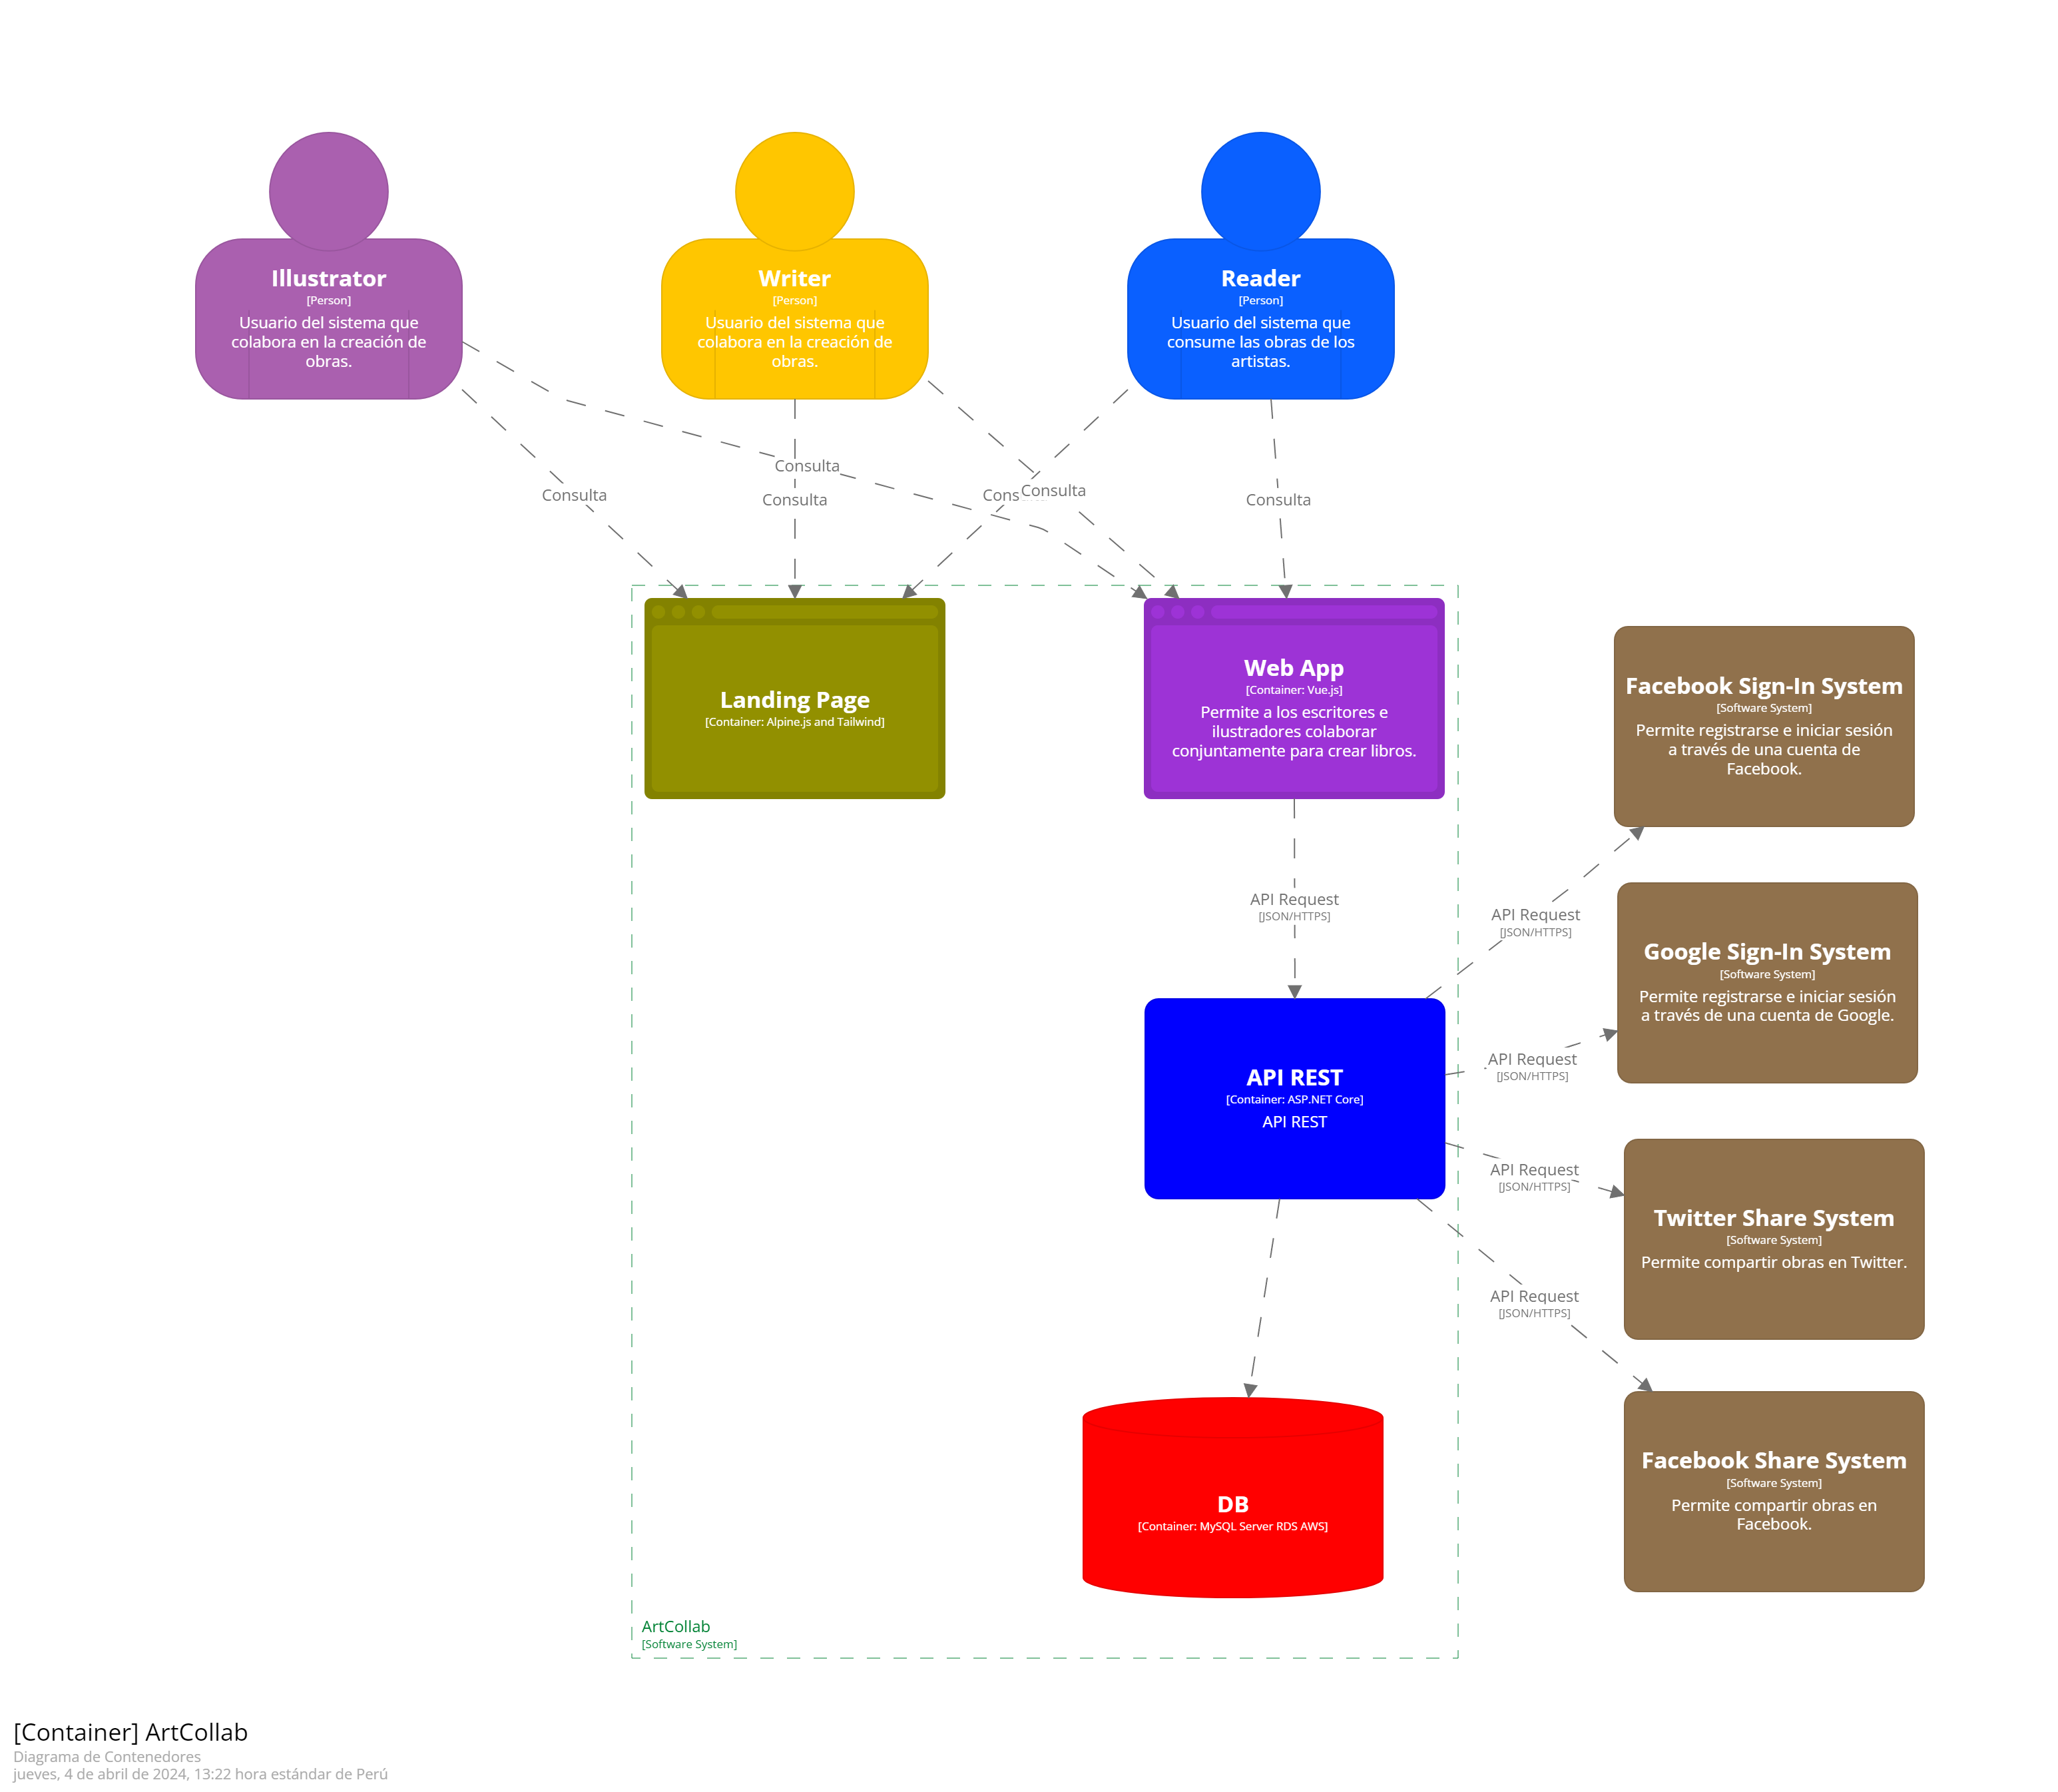 Illustrator
[Person]
Usuario del sistema que
colabora en la creación de
obras.
Writer
[Person]
Usuario del sistema que
colabora en la creación de
obras.
Reader
[Person]
Usuario del sistema que
consume las obras de los
artistas.
Consulta
Consulta
Consulta
Cons
Consulta
Consulta
Landing Page
[Container: Alpine.js and Tailwind]
Web App
[Container: Vue.js]
Permite a los escritores e
ilustradores colaborar
conjuntamente para crear libros.
Facebook Sign-In System
[Software System]
Permite registrarse e iniciar sesión
a través de una cuenta de
Facebook.
API Request
[JSON/HTTPS]
API Request
[JSON/HTTPS]
Google Sign-In System
[Software System]
Permite registrarse e iniciar sesión
a través de una cuenta de Google.
API REST
[Container: ASP.NET Core]
API REST
API Request
[JSON/HTTPS]
API Request
[JSON/HTTPS]
Twitter Share System
[Software System]
Permite compartir obras en Twitter.
API Request
[JSON/HTTPS]
Facebook Share System
[Software System]
Permite compartir obras en
Facebook.
DB
[Container: MySQL Server RDS AWS]
ArtCollab
[Software System]
[Container] ArtCollab
Diagrama de Contenedores
jueves, 4 de abril de 2024, 13:22 hora estándar de Perú